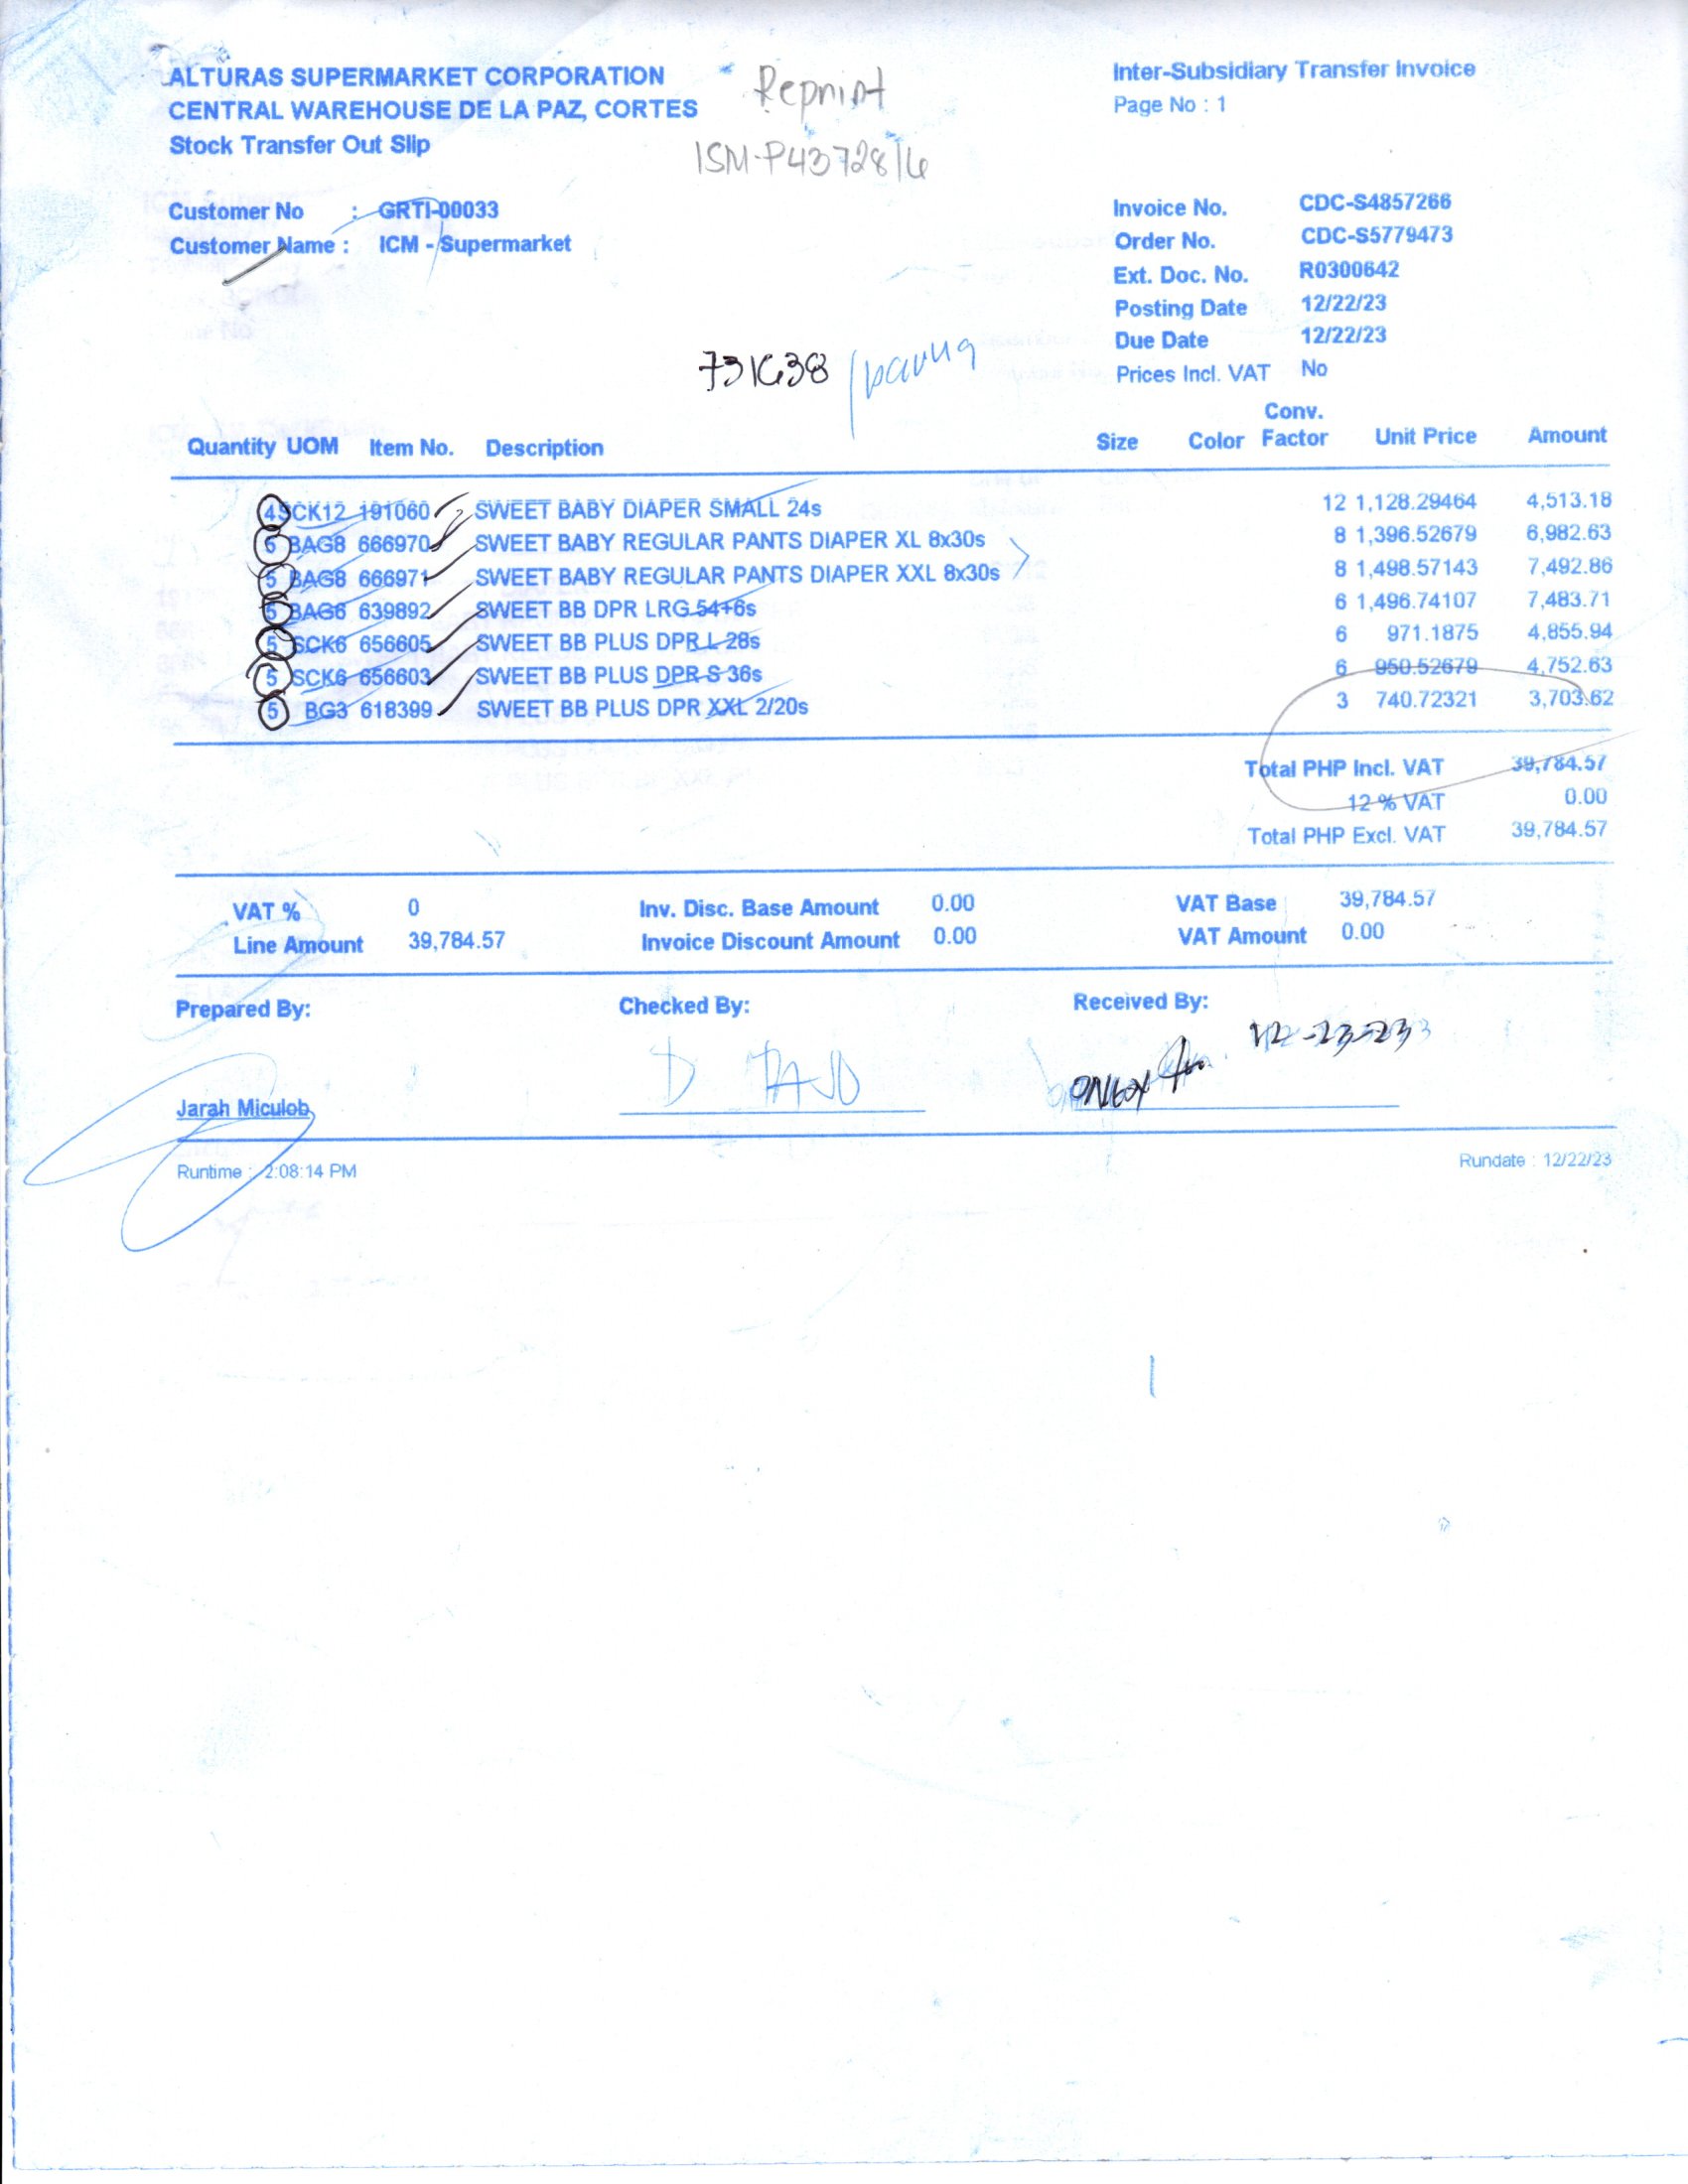 ALTURAS SUPERMARKET CORPORATION
CENTRAL WAREHOUSE DE LA PAZ, CORTES
Stock Transfer Out Slip
Reprint
Inter-Subsidiary Transfer Invoice
Page No : 1
Customer No : GRTI-00033
Customer Name : ICM - Supermarket
Invoice No. CDC-S4857266
Order No. CDC-S5779473
Ext. Doc. No. R0300642
Posting Date 12/22/23
Due Date 12/22/23
Prices Incl. VAT No
Quantity UOM Item No. Description Size Color Conv. Factor Unit Price Amount
4 SCK12 191060 SWEET BABY DIAPER SMALL 24s 12 1,128.29464 4,513.18
5 BAG8 666970 SWEET BABY REGULAR PANTS DIAPER XL 8x30s 8 1,396.52679 6,982.63
5 BAG8 666971 SWEET BABY REGULAR PANTS DIAPER XXL 8x30s 8 1,498.57143 7,492.86
5 BAG6 639892 SWEET BB DPR LRG 54+6s 6 1,496.74107 7,483.71
5 SCK6 656605 SWEET BB PLUS DPR L 28s 6 971.1875 4,855.94
5 SCK6 656603 SWEET BB PLUS DPR S 36s 6 950.52679 4,752.63
5 BG3 618399 SWEET BB PLUS DPR XXL 2/20s 3 740.72321 3,703.62
Total PHP Incl. VAT 39,784.57
12 % VAT 0.00
Total PHP Excl. VAT 39,784.57
VAT % 0 Inv. Disc. Base Amount 0.00 VAT Base 39,784.57
Line Amount 39,784.57 Invoice Discount Amount 0.00 VAT Amount 0.00
Prepared By: Checked By: Received By:
12-23-23
Jarah Miculob
Runtime : 2:08:14 PM Rundate : 12/22/23